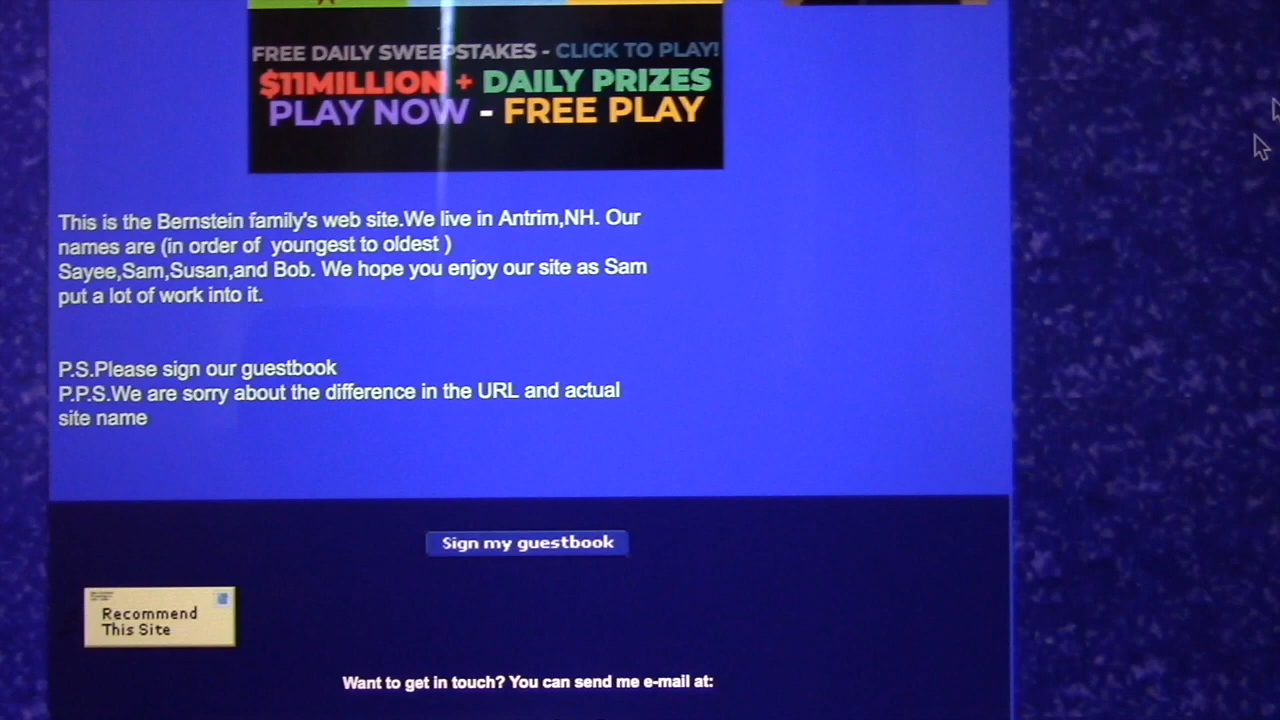 FREE DAILY SWEEPSTAKES - CLICK TO PLAY!
$11MILLION + DAILY PRIZES
PLAY NOW - FREE PLAY
This is the Bernstein family's web site.We live in Antrim,NH. Our
names are (in order of  youngest to oldest )
Sayee,Sam,Susan,and Bob. We hope you enjoy our site as Sam
put a lot of work into it.
P.S.Please sign our guestbook
P.P.S.We are sorry about the difference in the URL and actual
site name
Sign my guestbook
Recommend
This Site
Want to get in touch? You can send me e-mail at: